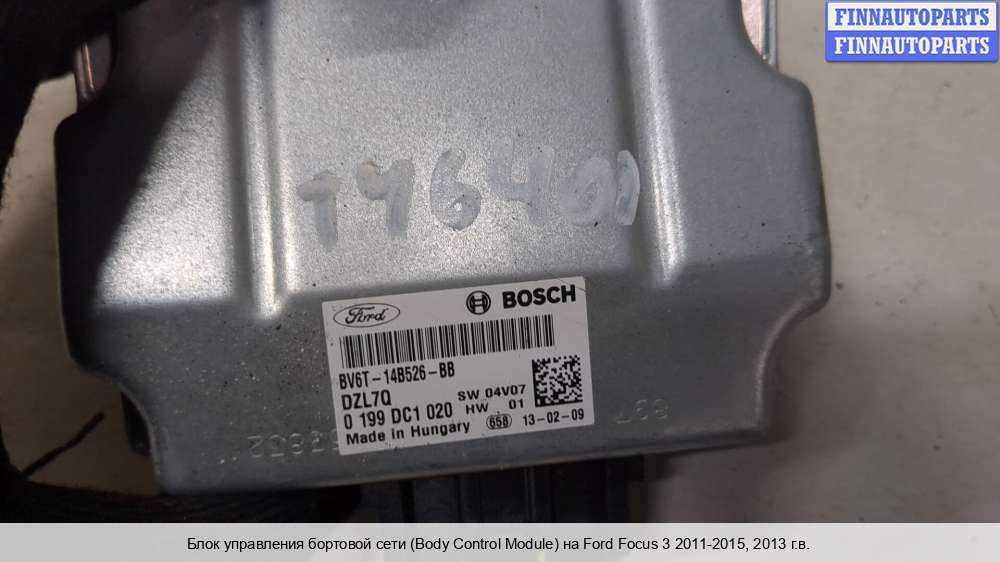 FINNAUTOPARTS
FINNAUTOPARTS
Ford
BOSCH
BV6T-14B526-BB
DZL7Q
SW 04V07
0 199 DC1 020
HW 01
Made in Hungary
658
13-02-09
Блок управления бортовой сети (Body Control Module) на Ford Focus 3 2011-2015, 2013 г.в.